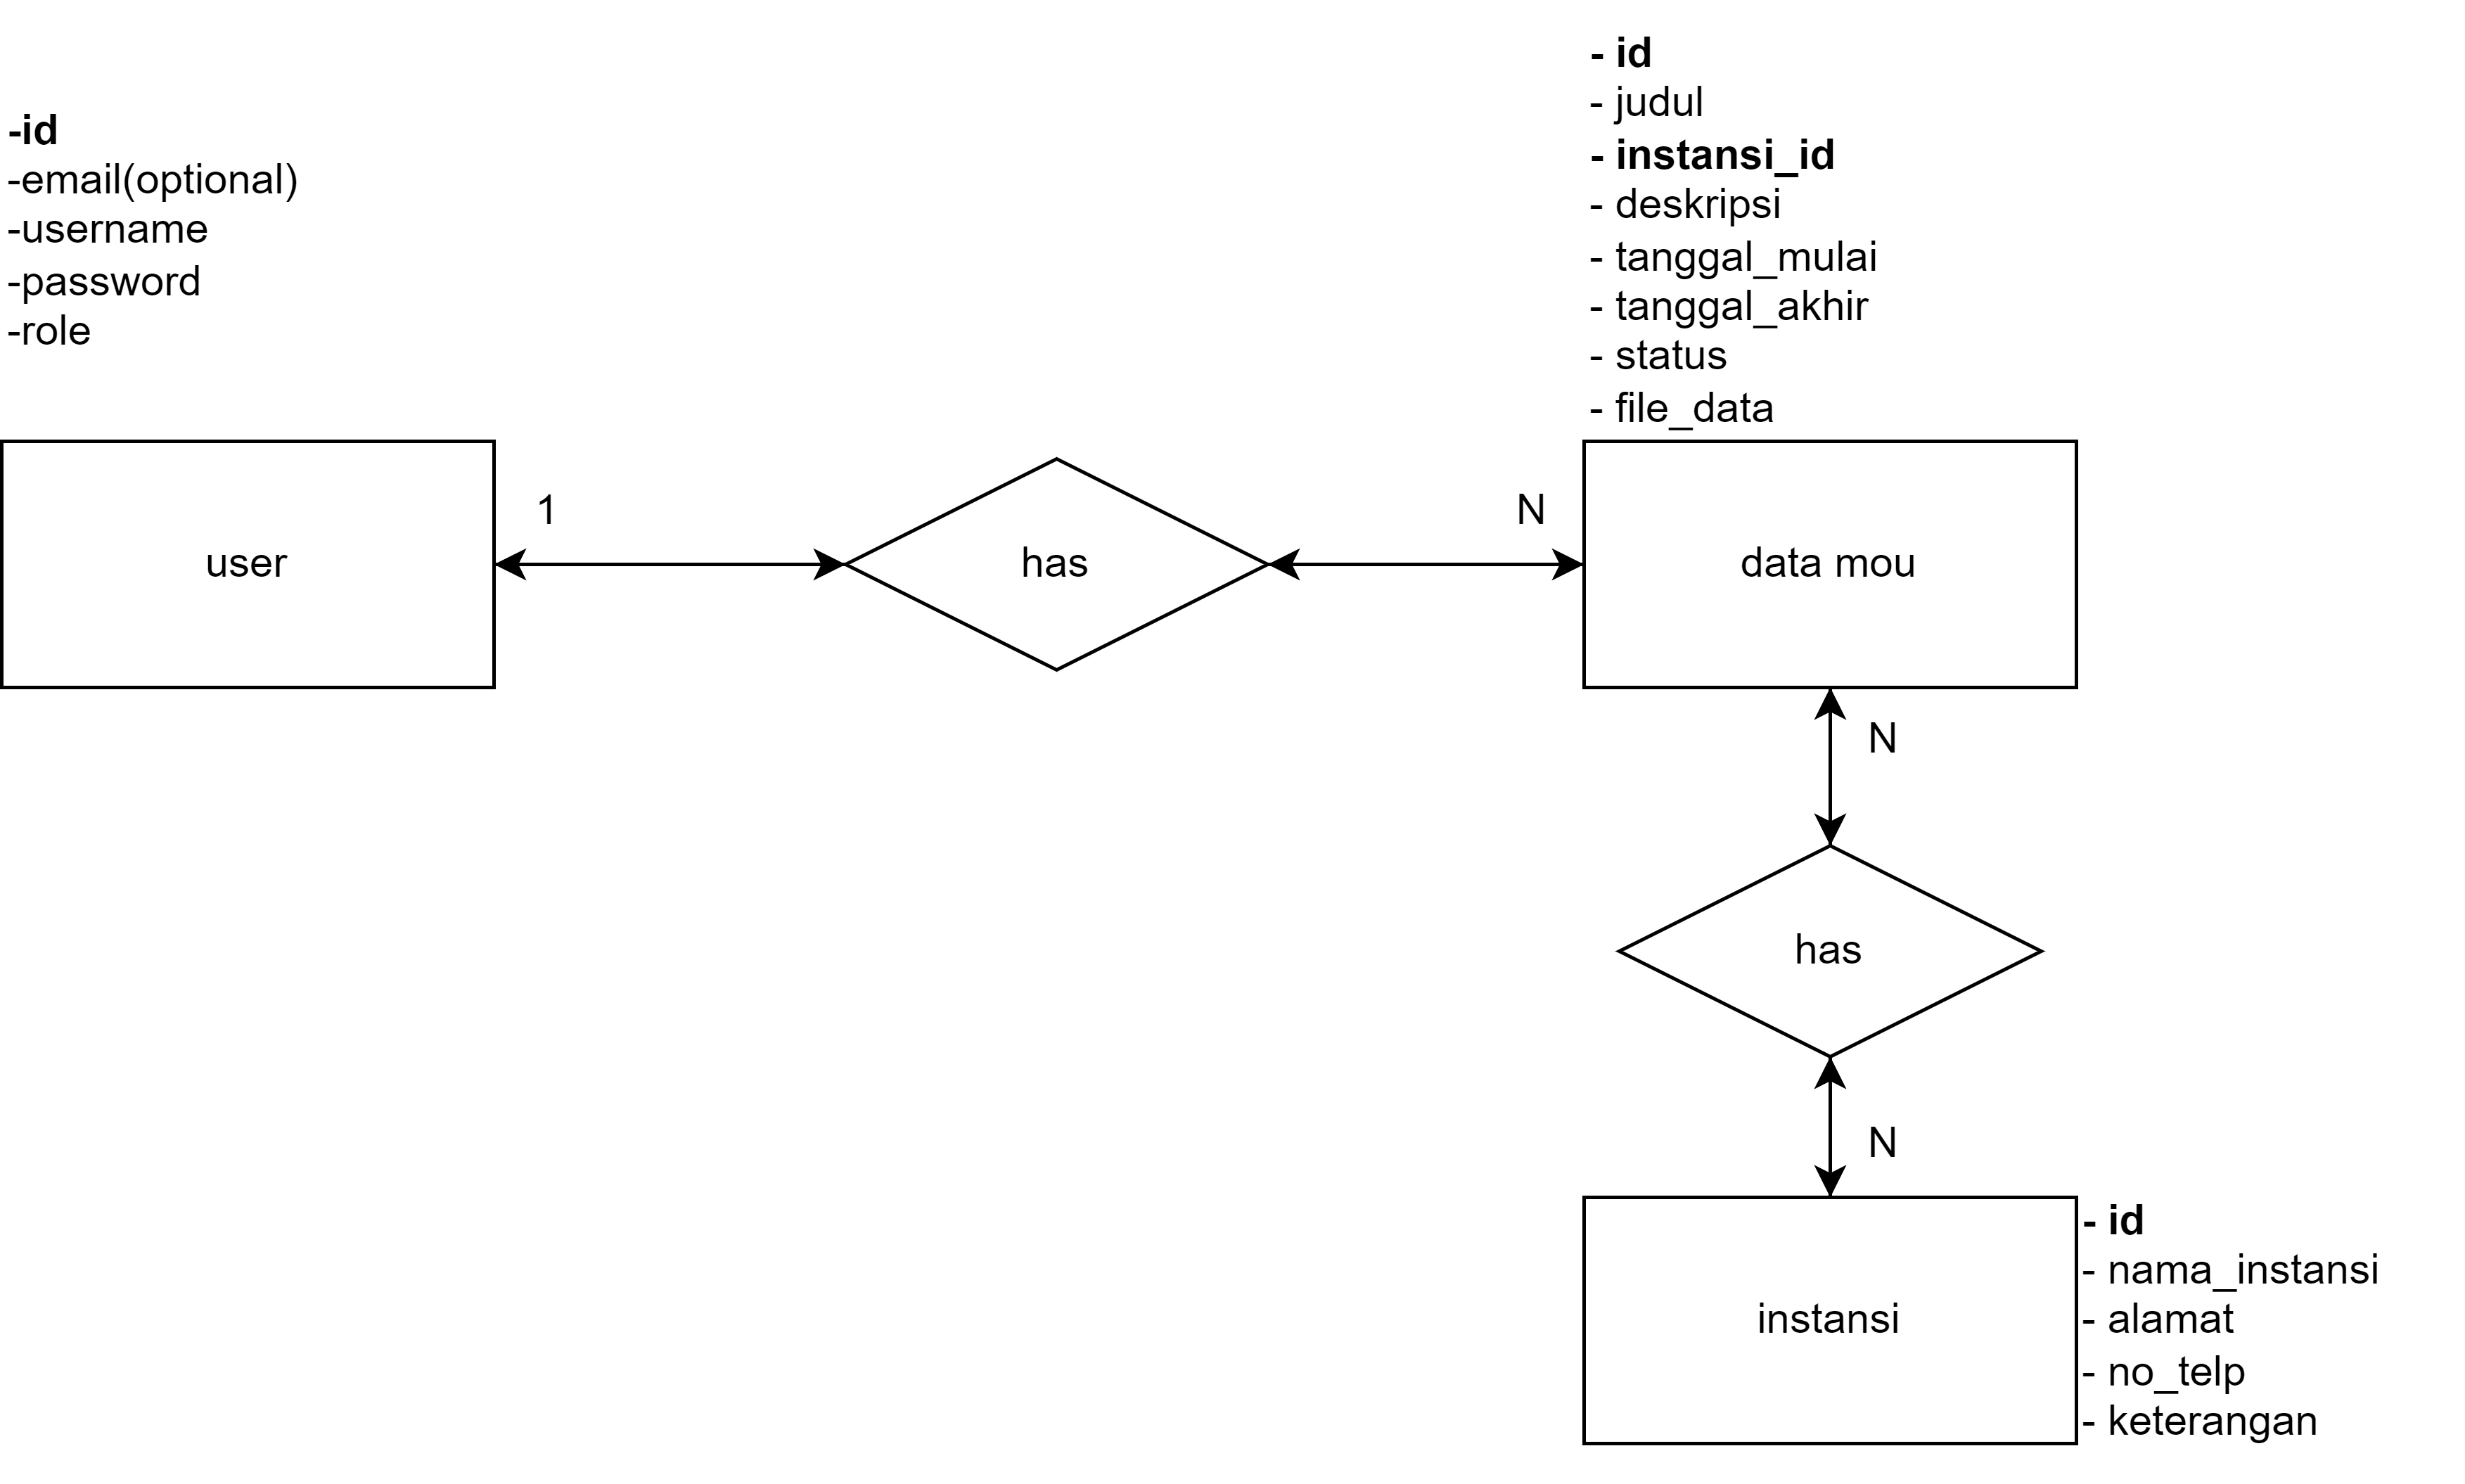 -id
-email(optional)
-username
-password
-role
- id
- judul
- instansi_id
- deskripsi
- tanggal_mulai
- tanggal_akhir
- status
- file_data
user
1
has
N
data mou
N
has
N
instansi
- id
- nama_instansi
- alamat
- no_telp
- keterangan